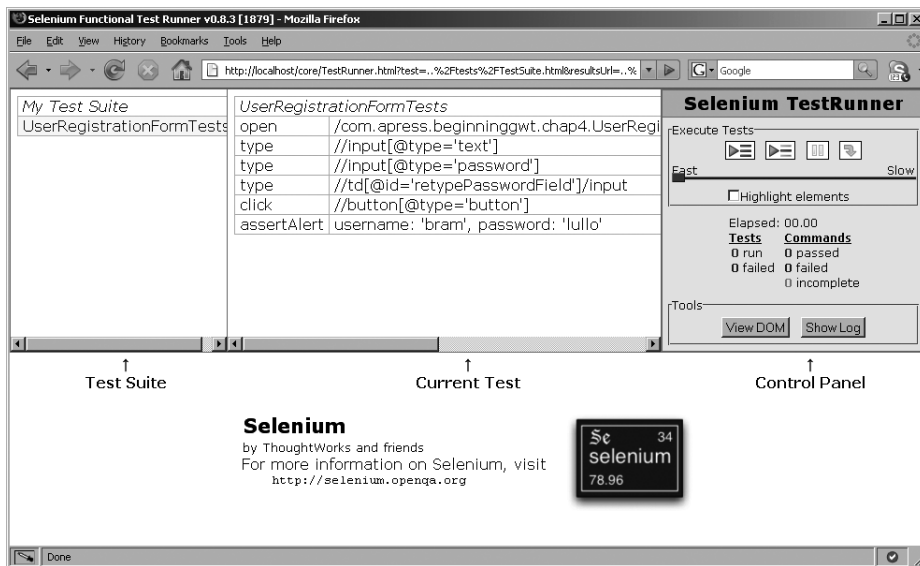 Selenium Functional Test Runner v0.8.3 [1879] - Mozilla Firefox
File Edit View History Bookmarks Tools Help
http://localhost/core/TestRunner.html?test=..%2Ftests%2FTestSuite.html&resultsUrl=..%
Google
My Test Suite
UserRegistrationFormTests
UserRegistrationFormTests
open /com.apress.beginninggwt.chap4.UserRegi
type //input[@type='text']
type //input[@type='password']
type //td[@id='retypePasswordField']/input
click //button[@type='button']
assertAlert username: 'bram', password: 'lullo'
Selenium TestRunner
Execute Tests
Fast Slow
Highlight elements
Elapsed: 00.00
Tests Commands
0 run 0 passed
0 failed 0 failed
0 incomplete
Tools
View DOM Show Log
↑ ↑ ↑
Test Suite Current Test Control Panel
Selenium
by ThoughtWorks and friends
For more information on Selenium, visit
http://selenium.openqa.org
Se 34
selenium
78.96
Done